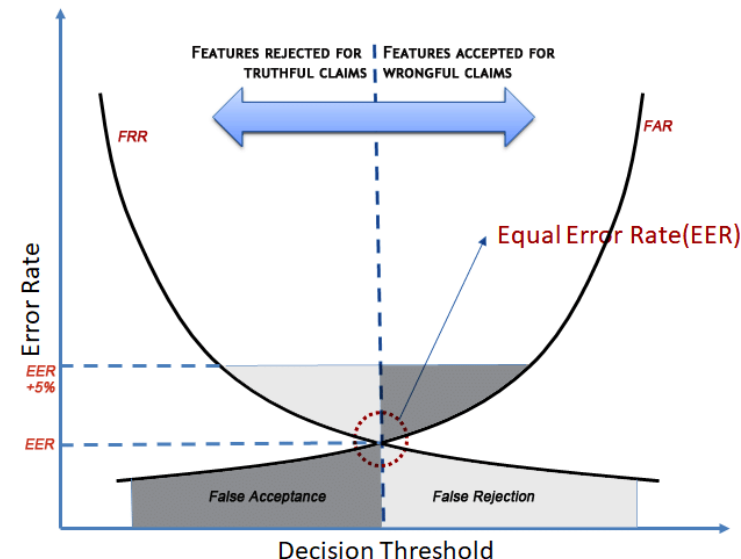 FEATURES REJECTED FOR TRUTHFUL CLAIMS
FEATURES ACCEPTED FOR WRONGFUL CLAIMS
FRR
FAR
Equal Error Rate(EER)
Error Rate
EER
+5%
EER
False Acceptance
False Rejection
Decision Threshold